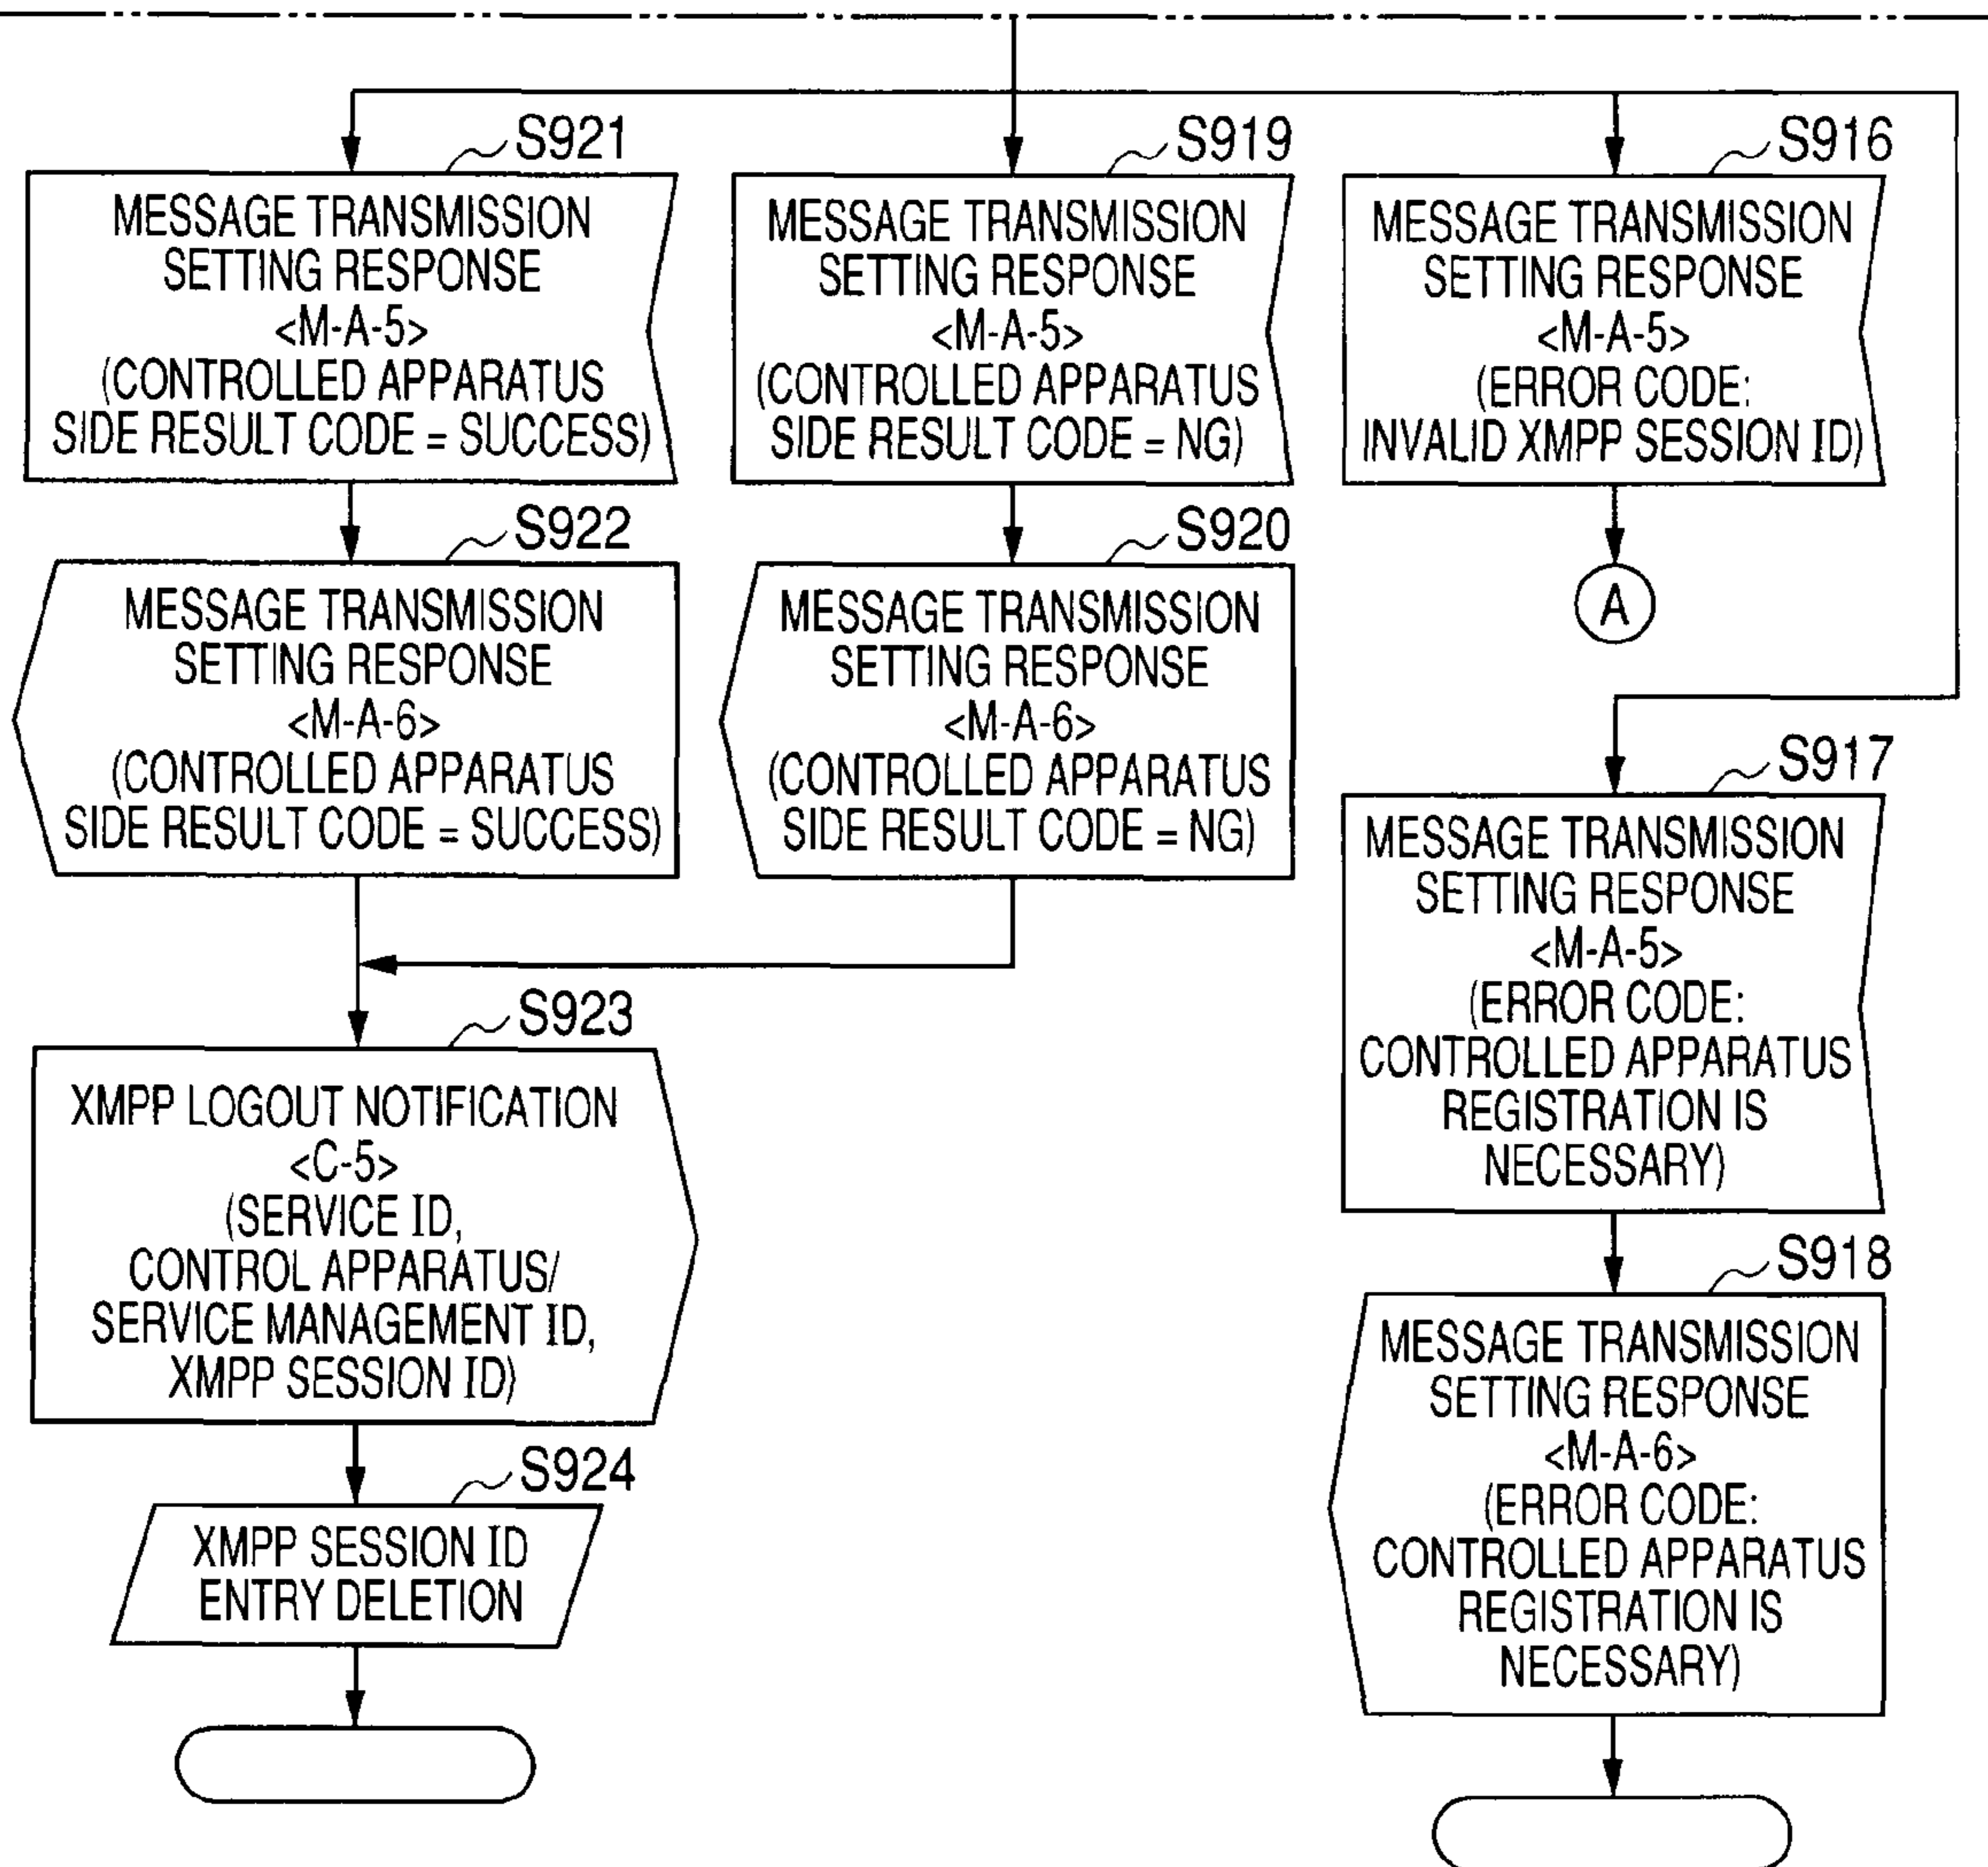 S921
MESSAGE TRANSMISSION
SETTING RESPONSE
<M-A-5>
(CONTROLLED APPARATUS
SIDE RESULT CODE = SUCCESS)
S922
MESSAGE TRANSMISSION
SETTING RESPONSE
<M-A-6>
(CONTROLLED APPARATUS
SIDE RESULT CODE = SUCCESS)
S919
MESSAGE TRANSMISSION
SETTING RESPONSE
<M-A-5>
(CONTROLLED APPARATUS
SIDE RESULT CODE = NG)
S920
MESSAGE TRANSMISSION
SETTING RESPONSE
<M-A-6>
(CONTROLLED APPARATUS
SIDE RESULT CODE = NG)
S923
XMPP LOGOUT NOTIFICATION
<C-5>
(SERVICE ID,
CONTROL APPARATUS/
SERVICE MANAGEMENT ID,
XMPP SESSION ID)
S924
XMPP SESSION ID
ENTRY DELETION
S916
MESSAGE TRANSMISSION
SETTING RESPONSE
<M-A-5>
(ERROR CODE:
INVALID XMPP SESSION ID)
A
S917
MESSAGE TRANSMISSION
SETTING RESPONSE
<M-A-5>
(ERROR CODE:
CONTROLLED APPARATUS
REGISTRATION IS
NECESSARY)
S918
MESSAGE TRANSMISSION
SETTING RESPONSE
<M-A-6>
(ERROR CODE:
CONTROLLED APPARATUS
REGISTRATION IS
NECESSARY)